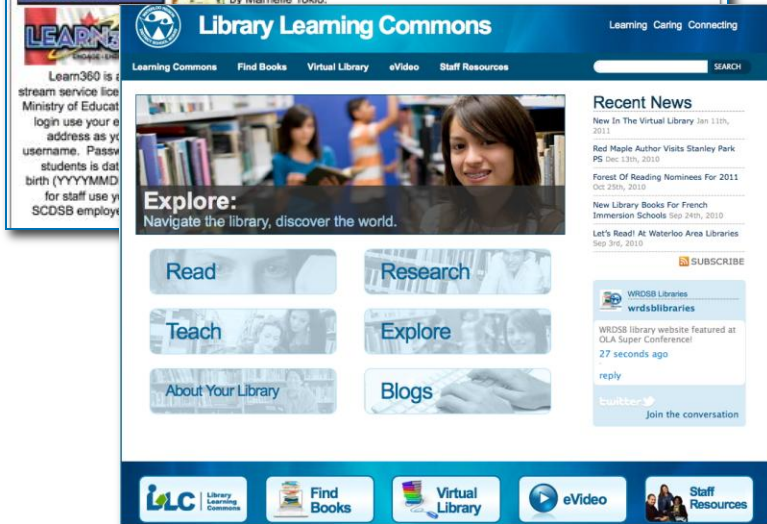 by Marnelle Tokio.
LEARN3
ENGAGE
Learn360 is a
stream service lice
Ministry of Educat
login use your e
address as yo
username. Passw
students is dat
birth (YYYYMMD
for staff use y
SCDSB employe
Library Learning Commons
Learning Caring Connecting
Learning Commons Find Books Virtual Library eVideo Staff Resources
SEARCH
Explore:
Navigate the library, discover the world.
Read
Research
Teach
Explore
About Your Library
Blogs
Recent News
New In The Virtual Library Jan 11th,
2011
Red Maple Author Visits Stanley Park
PS Dec 13th, 2010
Forest Of Reading Nominees For 2011
Oct 25th, 2010
New Library Books For French
Immersion Schools Sep 24th, 2010
Let's Read! At Waterloo Area Libraries
Sep 3rd, 2010
SUBSCRIBE
WRDSB Libraries
wrdsblibraries
WRDSB library website featured at
OLA Super Conference!
27 seconds ago
reply
twitter
Join the conversation
LLC Library
Learning
Commons
Find
Books
Virtual
Library
eVideo
Staff
Resources